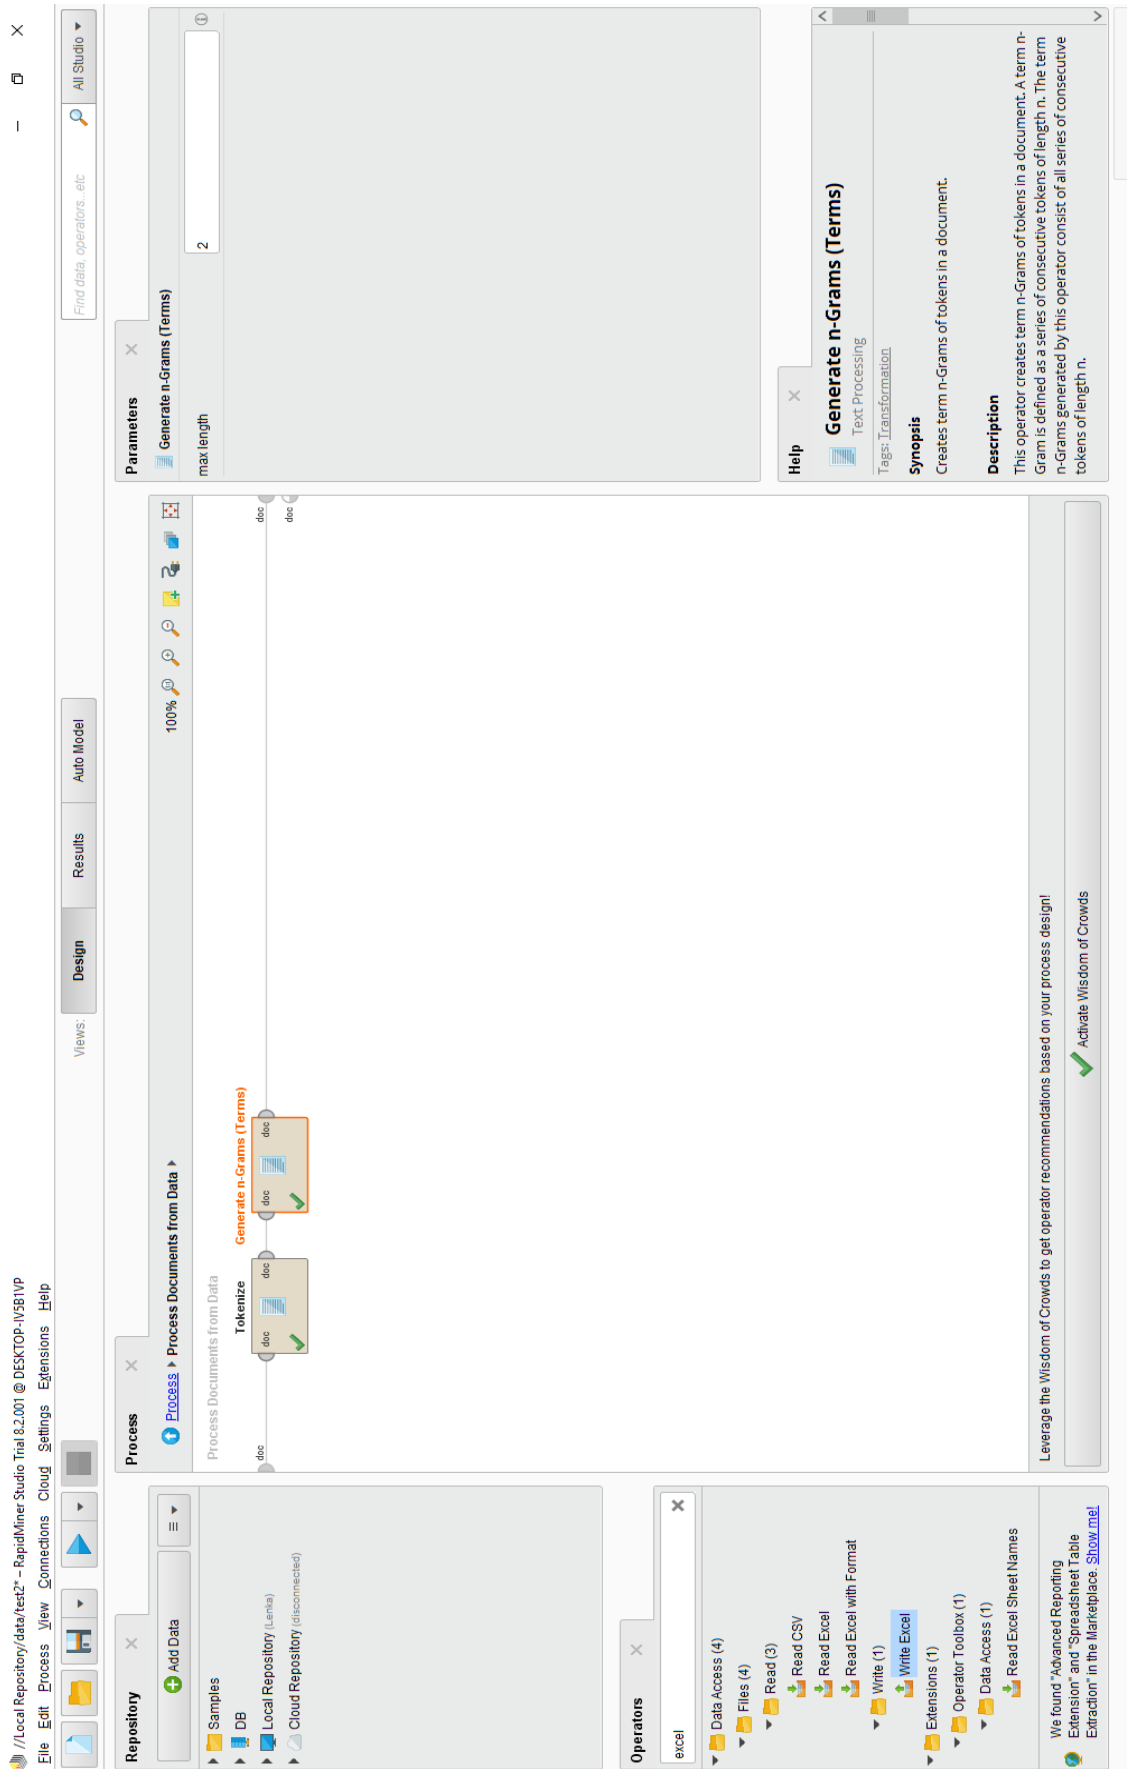 //Local Repository/data/test2* – RapidMiner Studio Trial 8.2.001 @ DESKTOP-IV5B1VP
File Edit Process View Connections Cloud Settings Extensions Help
Views: Design Results Auto Model
Find data, operators...etc All Studio
Repository
Add Data
Samples
DB
Local Repository (Lenka)
Cloud Repository (disconnected)
Operators
excel
Data Access (4)
Files (4)
Read (3)
Read CSV
Read Excel
Read Excel with Format
Write (1)
Write Excel
Extensions (1)
Operator Toolbox (1)
Data Access (1)
Read Excel Sheet Names
We found "Advanced Reporting
Extension" and "Spreadsheet Table
Extraction" in the Marketplace. Show me!
Process
Process Process Documents from Data
100%
Process Documents from Data
Tokenize
Generate n-Grams (Terms)
doc doc doc doc doc doc
doc
Leverage the Wisdom of Crowds to get operator recommendations based on your process design!
Activate Wisdom of Crowds
Parameters
Generate n-Grams (Terms)
max length 2
Help
Generate n-Grams (Terms)
Text Processing
Tags: Transformation
Synopsis
Creates term n-Grams of tokens in a document.
Description
This operator creates term n-Grams of tokens in a document. A term n-
Gram is defined as a series of consecutive tokens of length n. The term
n-Grams generated by this operator consist of all series of consecutive
tokens of length n.